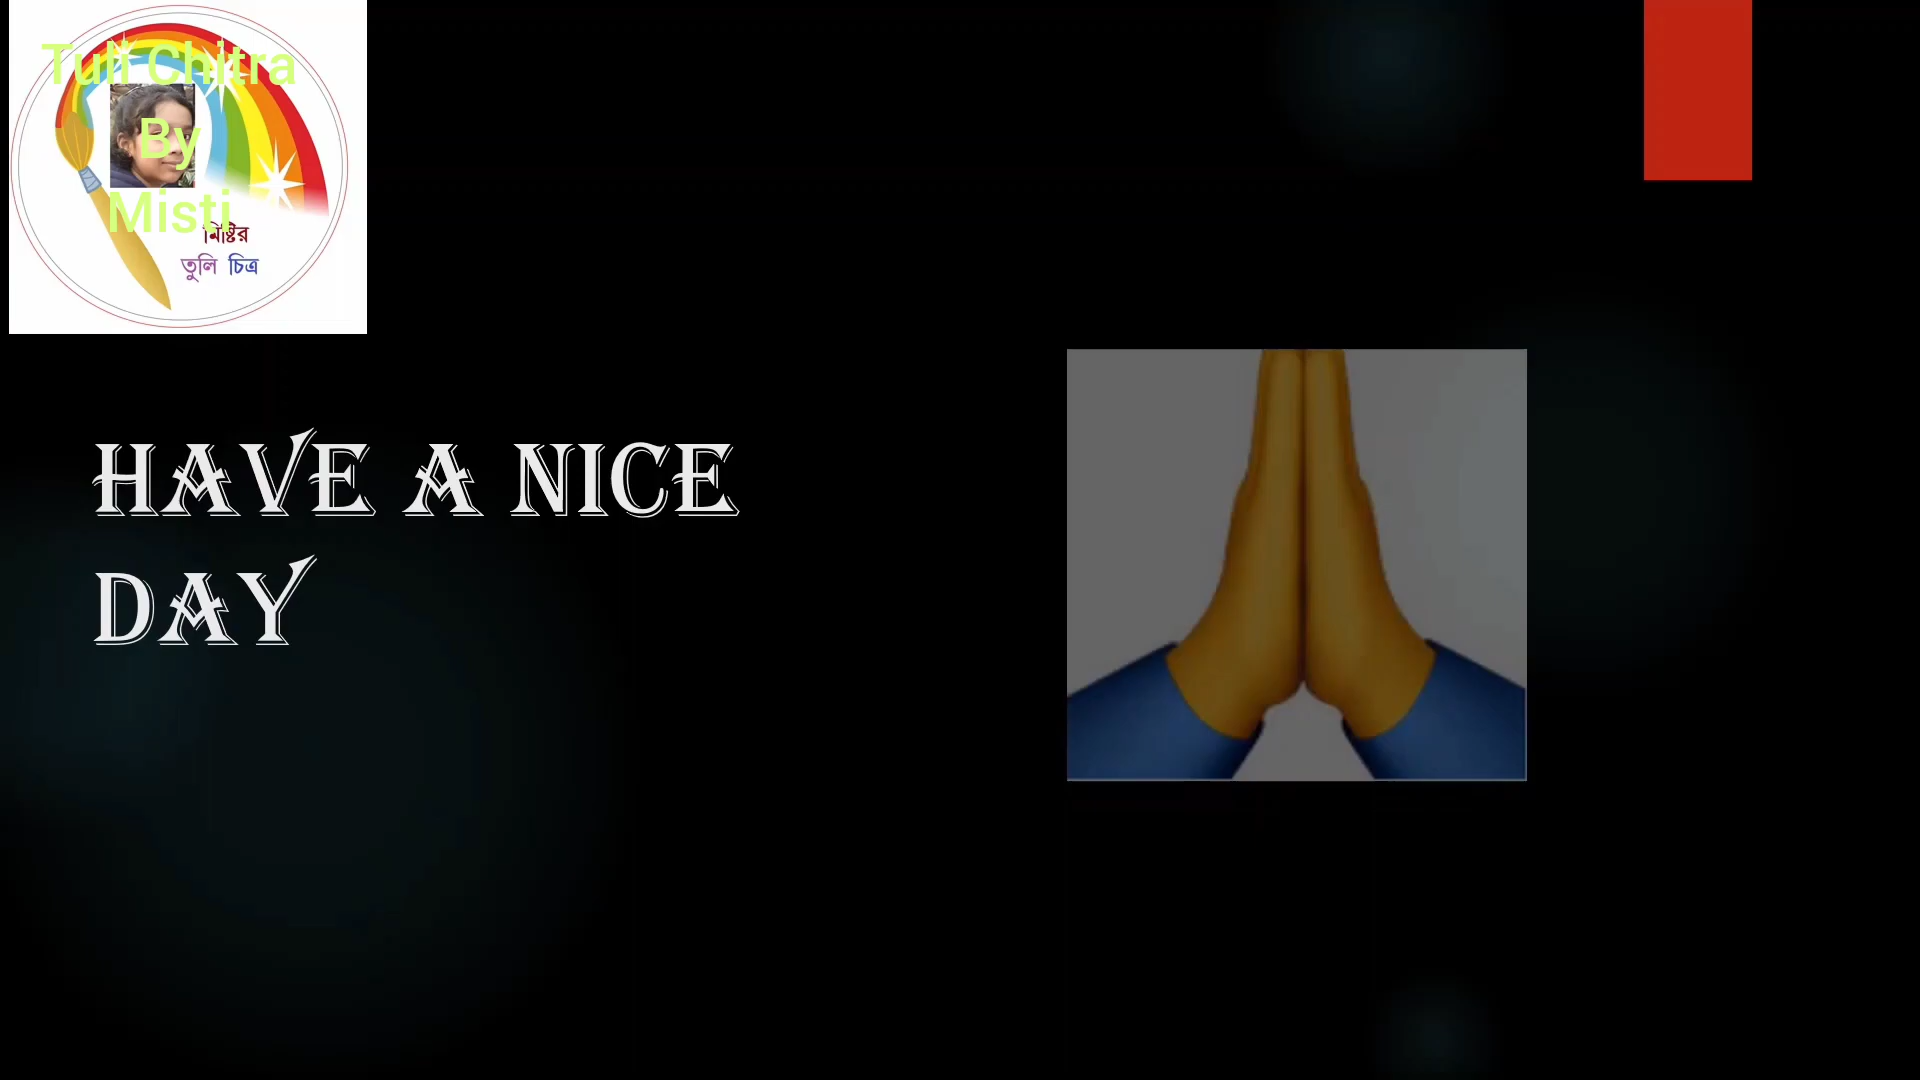 Tuli Chitra
By
Misti
মিষ্টির
তুলি চিত্র
HAVE A NICE
DAY